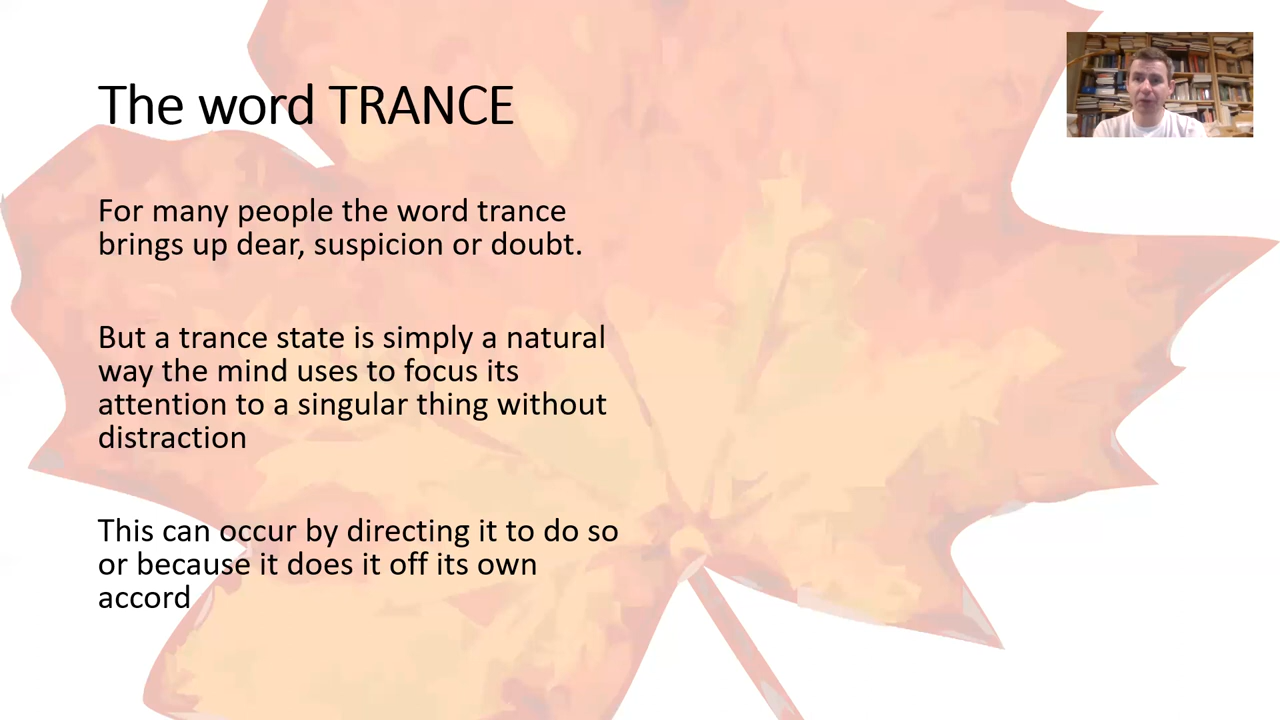 The word TRANCE
For many people the word trance
brings up dear, suspicion or doubt.
But a trance state is simply a natural
way the mind uses to focus its
attention to a singular thing without
distraction
This can occur by directing it to do so
or because it does it off its own
accord